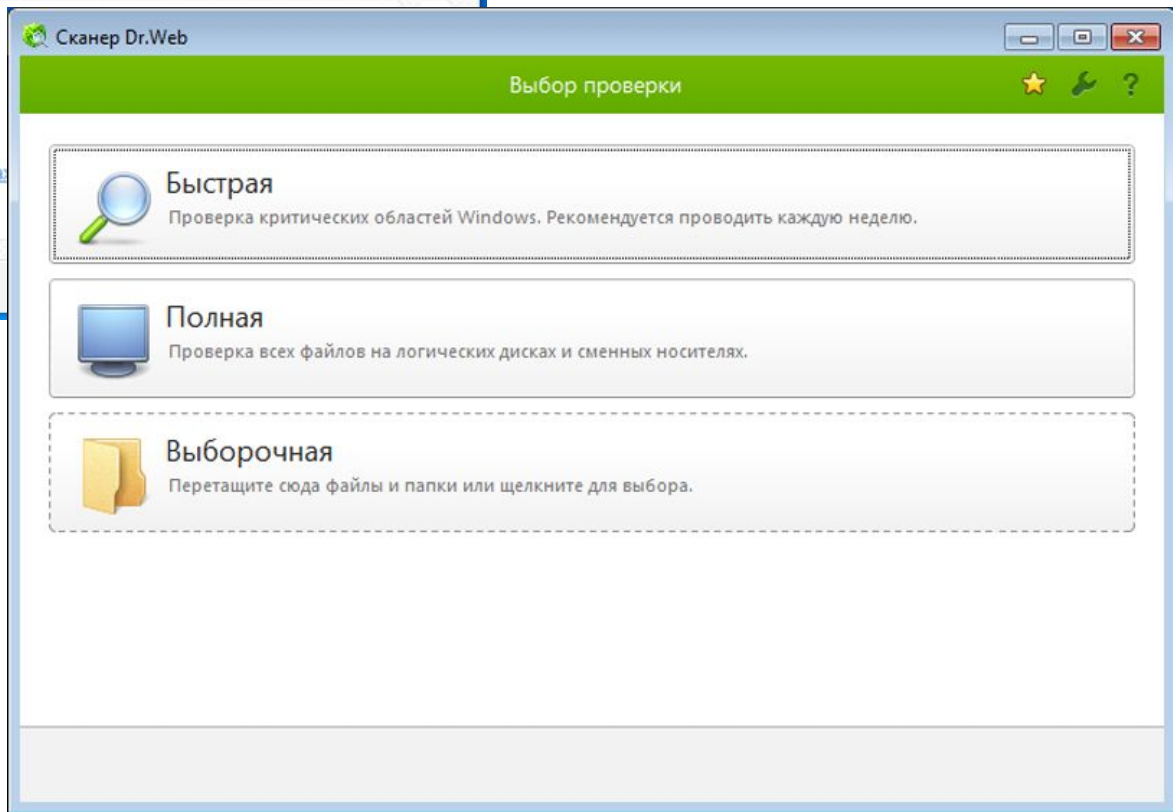 Сканер Dr.Web
Выбор проверки
?
Быстрая
Проверка критических областей Windows. Рекомендуется проводить каждую неделю.
Полная
Проверка всех файлов на логических дисках и сменных носителях.
Выборочная
Перетащите сюда файлы и папки или щелкните для выбора.